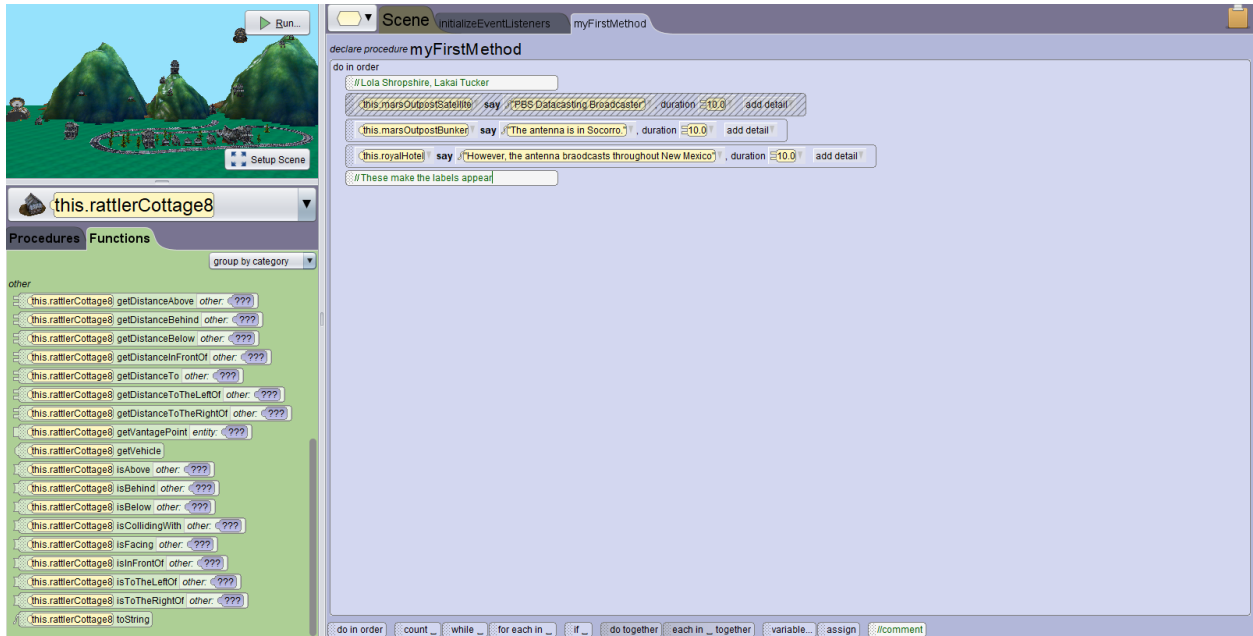 Run...
Setup Scene
this.rattlerCottage8
Procedures Functions
group by category
other
this.rattlerCottage8 getDistanceAbove other: ???
this.rattlerCottage8 getDistanceBehind other: ???
this.rattlerCottage8 getDistanceBelow other: ???
this.rattlerCottage8 getDistanceInFrontOf other: ???
this.rattlerCottage8 getDistanceTo other: ???
this.rattlerCottage8 getDistanceToTheLeftOf other: ???
this.rattlerCottage8 getDistanceToTheRightOf other: ???
this.rattlerCottage8 getVantagePoint entity: ???
this.rattlerCottage8 getVehicle
this.rattlerCottage8 isAbove other: ???
this.rattlerCottage8 isBehind other: ???
this.rattlerCottage8 isBelow other: ???
this.rattlerCottage8 isCollidingWith other: ???
this.rattlerCottage8 isFacing other: ???
this.rattlerCottage8 isInFrontOf other: ???
this.rattlerCottage8 isToTheLeftOf other: ???
this.rattlerCottage8 isToTheRightOf other: ???
this.rattlerCottage8 toString
Scene initializeEventListeners myFirstMethod
declare procedure myFirstMethod
do in order
//Lola Shropshire, Lakai Tucker
this.marsOutpostSatellite say "PBS Datacasting Broadcaster" duration 10.0 add detail
this.marsOutpostBunker say "The antenna is in Socorro." , duration 10.0 add detail
this.royalHotel say "However, the antenna braodcasts throughout New Mexico" , duration 10.0 add detail
//These make the labels appear
do in order count _ while _ for each in _ if _ do together each in _ together variable... assign //comment